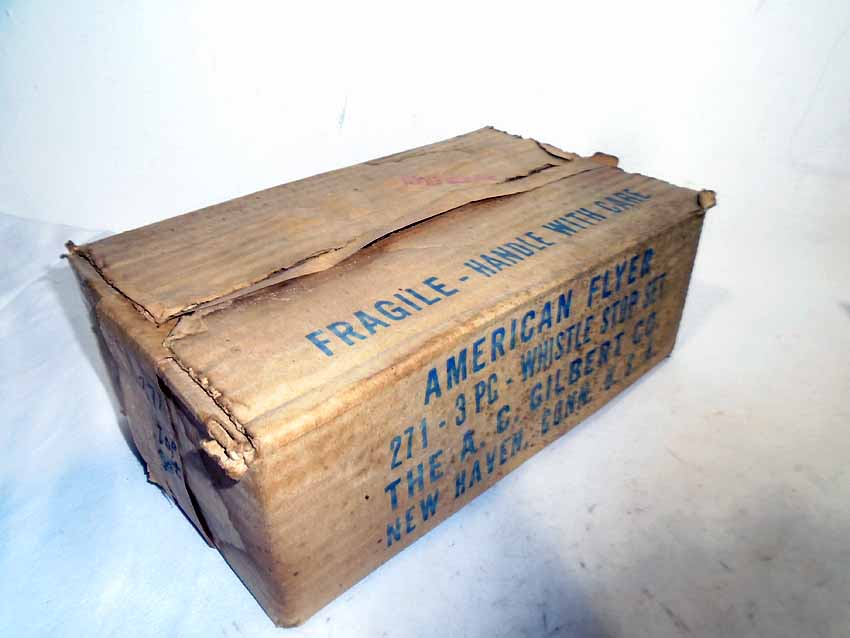 FRAGILE - HANDLE WITH CARE
AMERICAN FLYER
271 - 3 PC - WHISTLE STOP SET
THE A. C. GILBERT CO.
NEW HAVEN, CONN. U. S. A.